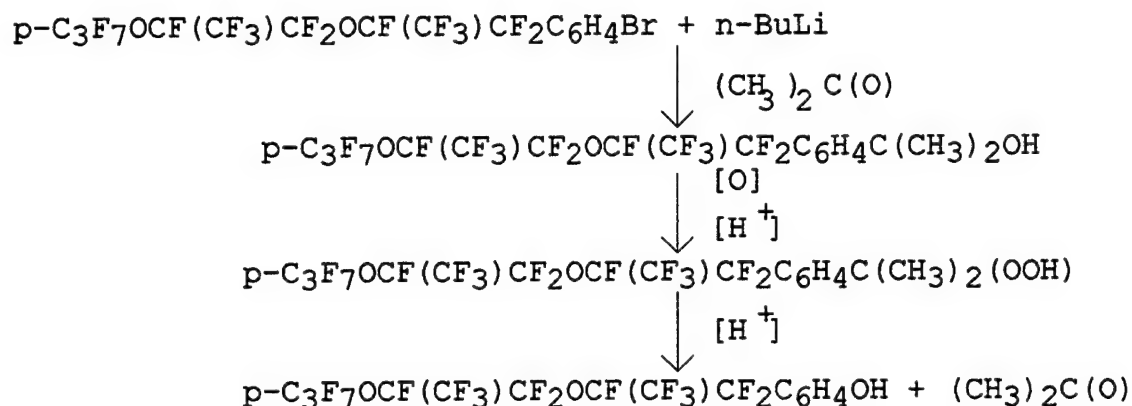 p-C₃F₇OCF(CF₃)CF₂OCF(CF₃)CF₂C₆H₄Br + n-BuLi
(CH₃)₂C(O)
p-C₃F₇OCF(CF₃)CF₂OCF(CF₃)CF₂C₆H₄C(CH₃)₂OH
[O]
[H⁺]
p-C₃F₇OCF(CF₃)CF₂OCF(CF₃)CF₂C₆H₄C(CH₃)₂(OOH)
[H⁺]
p-C₃F₇OCF(CF₃)CF₂OCF(CF₃)CF₂C₆H₄OH + (CH₃)₂C(O)